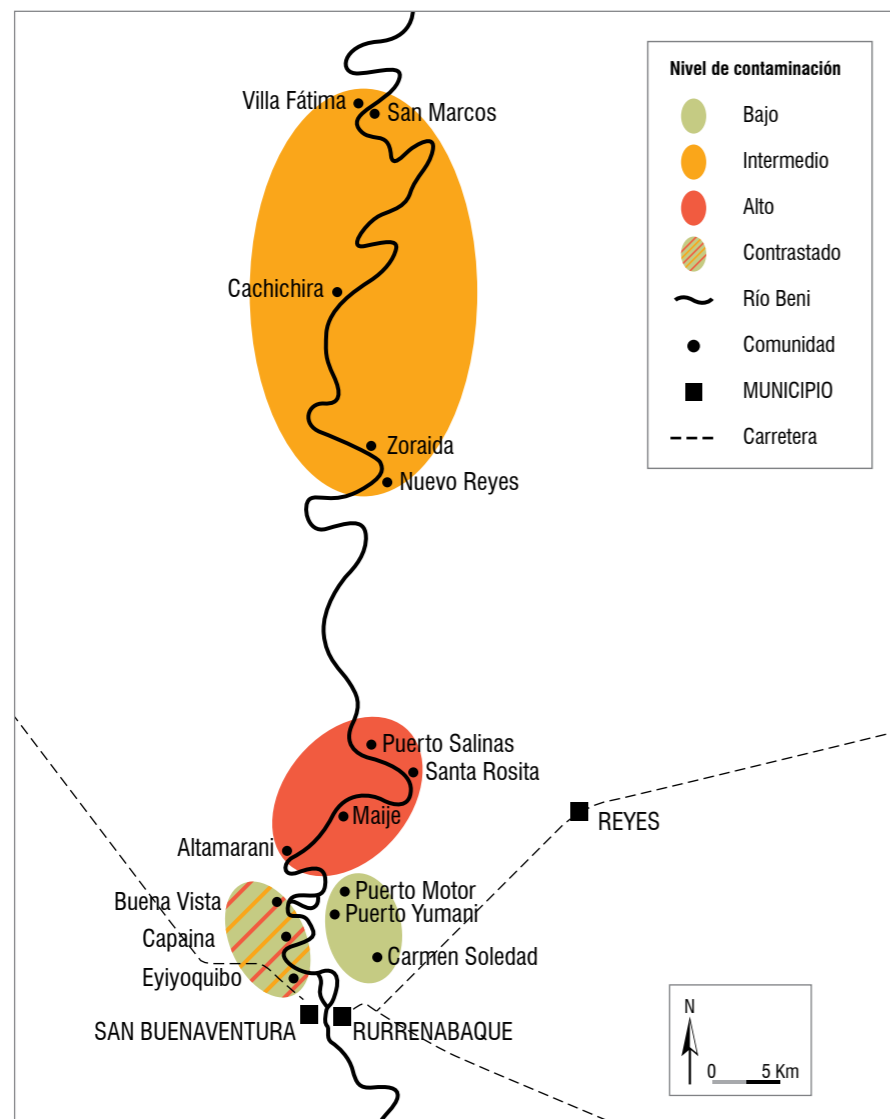 Nivel de contaminación
Bajo
Intermedio
Alto
Contrastado
Río Beni
Comunidad
MUNICIPIO
Carretera
Villa Fátima
San Marcos
Cachichira
Zoraida
Nuevo Reyes
Puerto Salinas
Santa Rosita
Maije
REYES
Altamarani
Puerto Motor
Buena Vista
Puerto Yumani
Capaina
Carmen Soledad
Eyiyoquibo
SAN BUENAVENTURA
RURRENABAQUE
N
0 5 Km